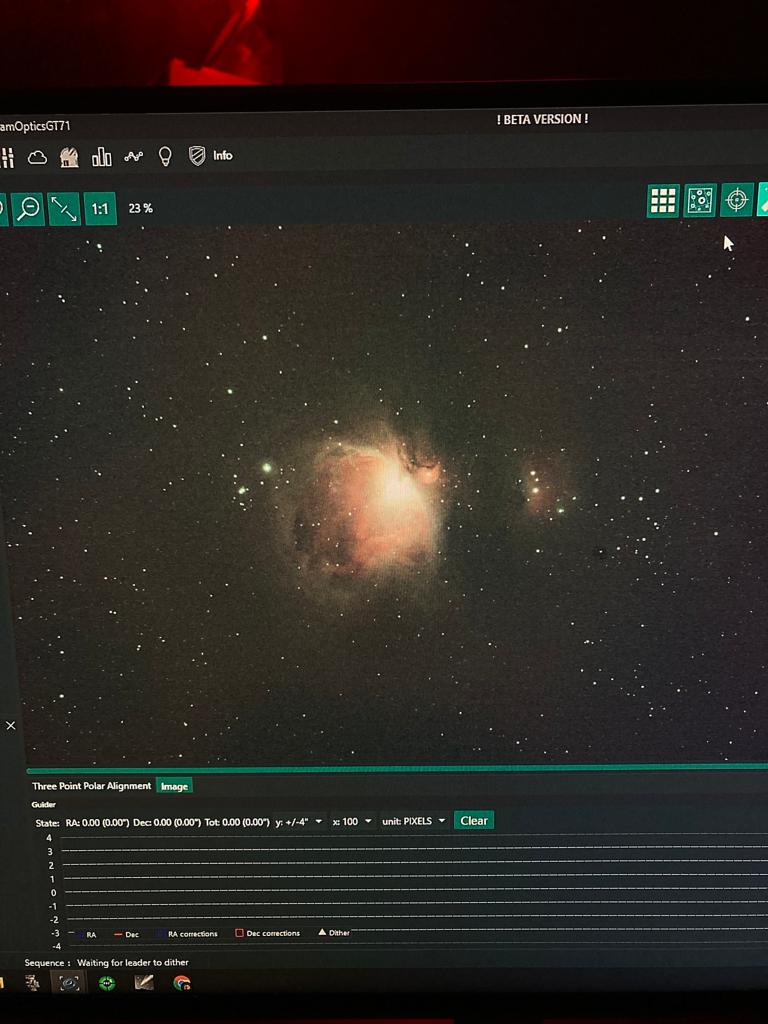 amOpticsGT71
! BETA VERSION !
Info
1:1 23 %
Three Point Polar Alignment Image
Guider
State: RA: 0.00 (0.00") Dec: 0.00 (0.00") Tot: 0.00 (0.00") y: +/-4" x: 100 unit: PIXELS Clear
4
3
2
1
0
-1
-2
-3
-4
RA Dec RA corrections Dec corrections Dither
Sequence : Waiting for leader to dither